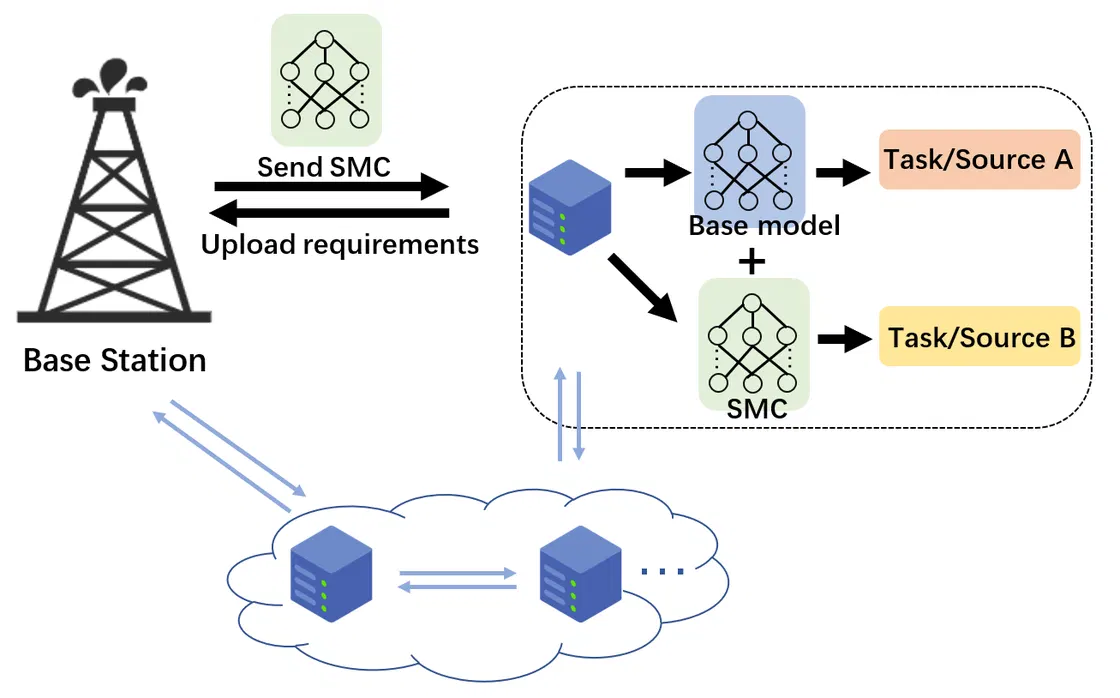 Send SMC
Upload requirements
Base Station
Base model
+
SMC
Task/Source A
Task/Source B
...